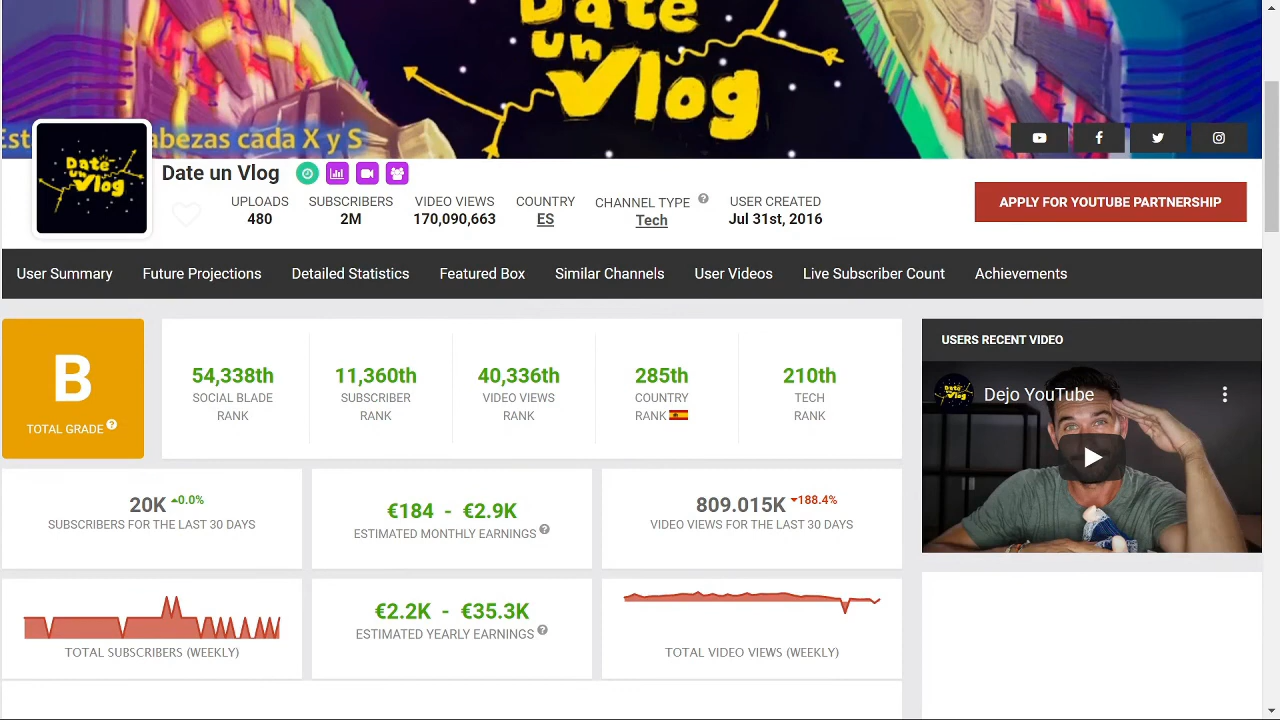 Date
un
Vlog
Est
abezas cada X y S
Date
un
Vlog
Date un Vlog
UPLOADS
480
SUBSCRIBERS
2M
VIDEO VIEWS
170,090,663
COUNTRY
ES
CHANNEL TYPE ?
Tech
USER CREATED
Jul 31st, 2016
APPLY FOR YOUTUBE PARTNERSHIP
User Summary
Future Projections
Detailed Statistics
Featured Box
Similar Channels
User Videos
Live Subscriber Count
Achievements
B
TOTAL GRADE ?
54,338th
SOCIAL BLADE
RANK
11,360th
SUBSCRIBER
RANK
40,336th
VIDEO VIEWS
RANK
285th
COUNTRY
RANK
210th
TECH
RANK
USERS RECENT VIDEO
Date
un
Vlog
Dejo YouTube
20K 0.0%
SUBSCRIBERS FOR THE LAST 30 DAYS
€184 - €2.9K
ESTIMATED MONTHLY EARNINGS ?
809.015K 188.4%
VIDEO VIEWS FOR THE LAST 30 DAYS
TOTAL SUBSCRIBERS (WEEKLY)
€2.2K - €35.3K
ESTIMATED YEARLY EARNINGS ?
TOTAL VIDEO VIEWS (WEEKLY)